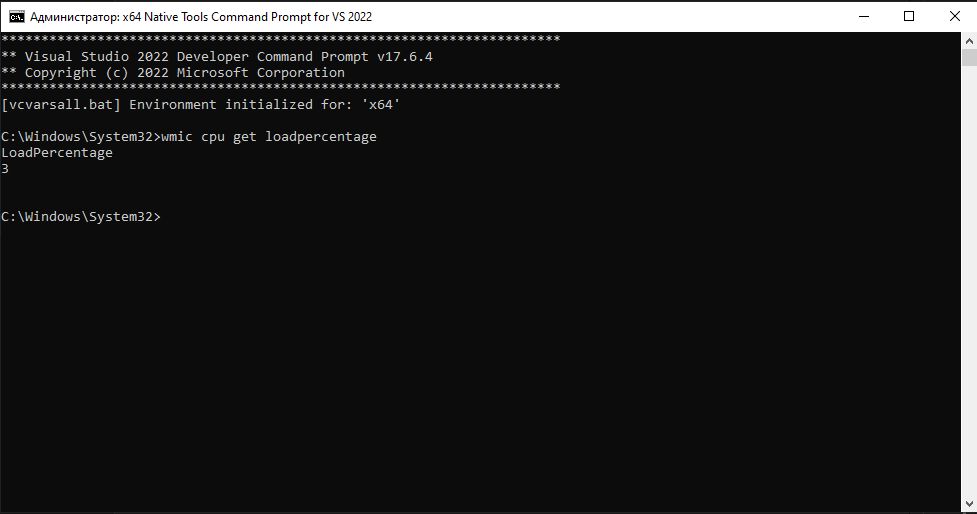 Администратор: x64 Native Tools Command Prompt for VS 2022
**********************************************************************
** Visual Studio 2022 Developer Command Prompt v17.6.4
** Copyright (c) 2022 Microsoft Corporation
**********************************************************************
[vcvarsall.bat] Environment initialized for: 'x64'
C:\Windows\System32>wmic cpu get loadpercentage
LoadPercentage
3
C:\Windows\System32>